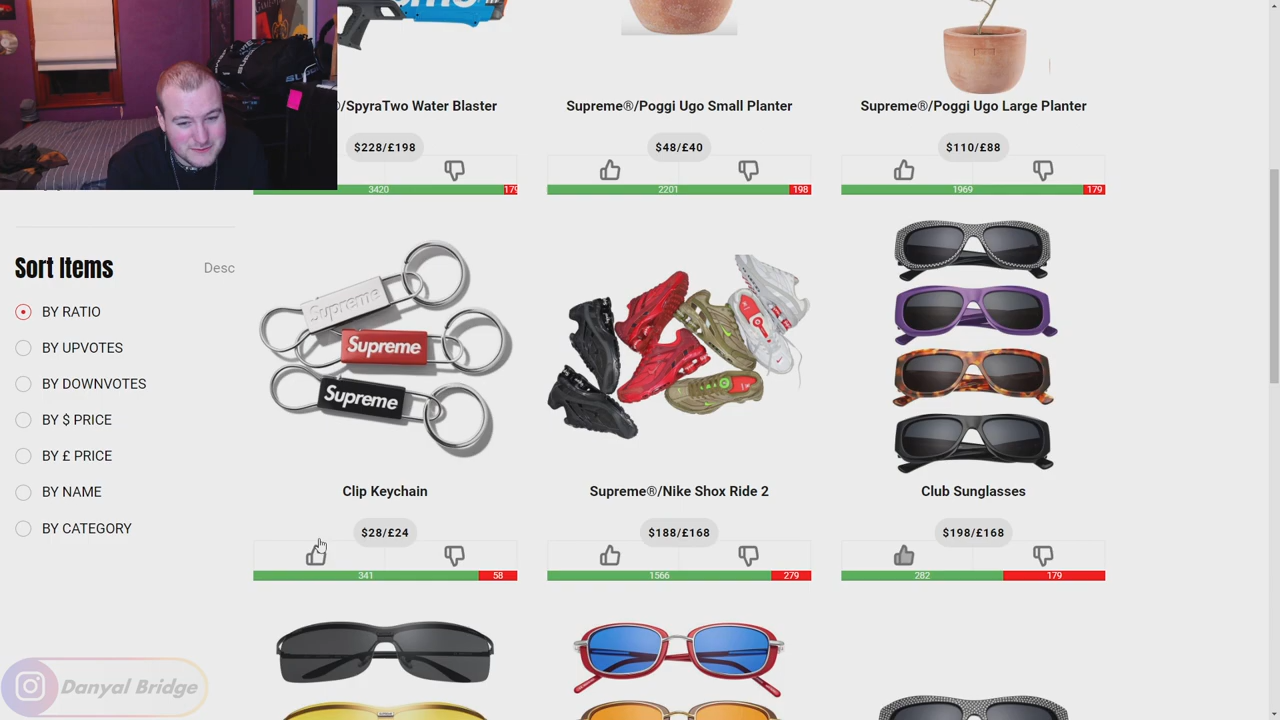 ®/SpyraTwo Water Blaster
$228/£198
3420 179
Supreme®/Poggi Ugo Small Planter
$48/£40
2201 198
Supreme®/Poggi Ugo Large Planter
$110/£88
1969 179
Sort Items
Desc
BY RATIO
BY UPVOTES
BY DOWNVOTES
BY $ PRICE
BY £ PRICE
BY NAME
BY CATEGORY
Supreme
Supreme
Supreme
Clip Keychain
$28/£24
341 58
Supreme®/Nike Shox Ride 2
$188/£168
1566 279
Club Sunglasses
$198/£168
282 179
Danyal Bridge